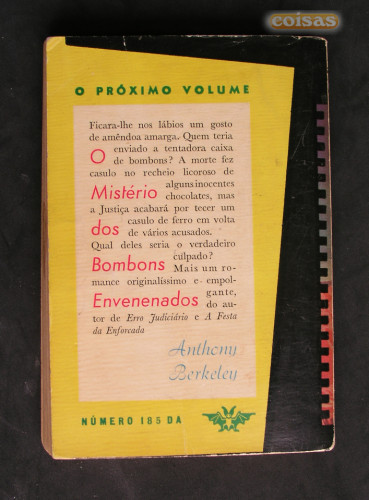 coisas
O PRÓXIMO VOLUME
Ficara-lhe nos lábios um gosto
de amêndoa amarga. Quem teria
enviado a tentadora caixa
O
de bombons? A morte fez
casulo no recheio licoroso de
Mistério
alguns inocentes
chocolates, mas
a Justiça acabará por tecer um
dos
casulo de ferro em volta
de vários acusados.
Qual deles seria o verdadeiro
culpado?
Bombons
Mais um ro-
mance originalíssimo e empol-
Envenenados
gante,
do au-
tor de Erro Judiciário e A Festa
da Enforcada
Anthony
Berkeley
NÚMERO 185 DA